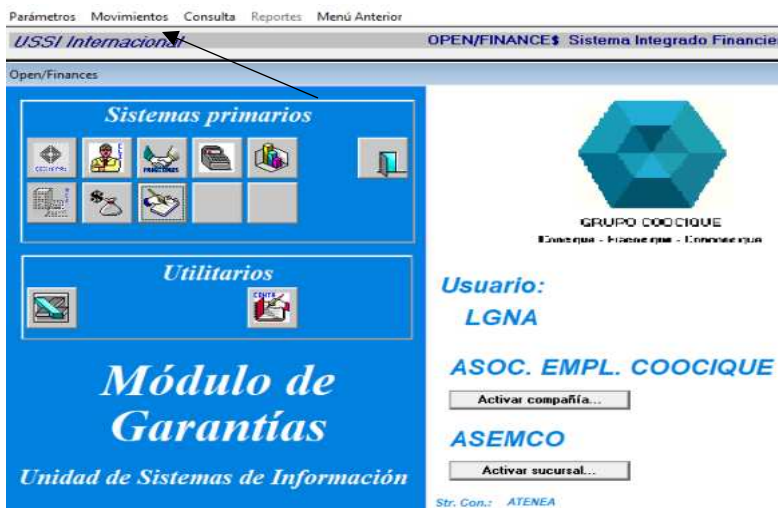 Parámetros Movimientos Consulta Reportes Menú Anterior
USSI Internacional OPEN/FINANCE$ Sistema Integrado Financie
Open/Finances
Sistemas primarios
GRUPO COOCIQUE
Utilitarios
Usuario:
LGNA
Módulo de
Garantías
ASOC. EMPL. COOCIQUE
Activar compañía...
ASEMCO
Activar sucursal...
Unidad de Sistemas de Información
Str. Con.: ATENEA